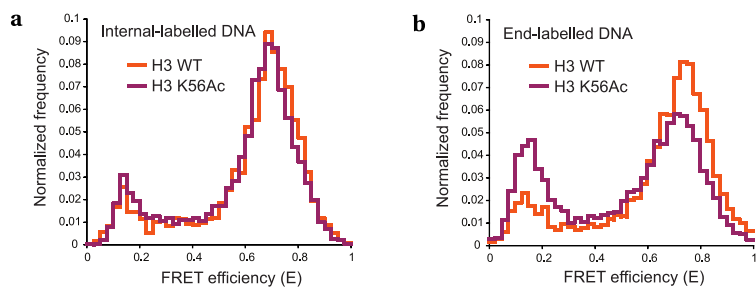 a
Internal-labelled DNA
H3 WT
H3 K56Ac
Normalized frequency
0.1
0.09
0.08
0.07
0.06
0.05
0.04
0.03
0.02
0.01
0
0 0.2 0.4 0.6 0.8 1
FRET efficiency (E)
b
End-labelled DNA
H3 WT
H3 K56Ac
Normalized frequency
0.1
0.09
0.08
0.07
0.06
0.05
0.04
0.03
0.02
0.01
0
0 0.2 0.4 0.6 0.8 1
FRET efficiency (E)